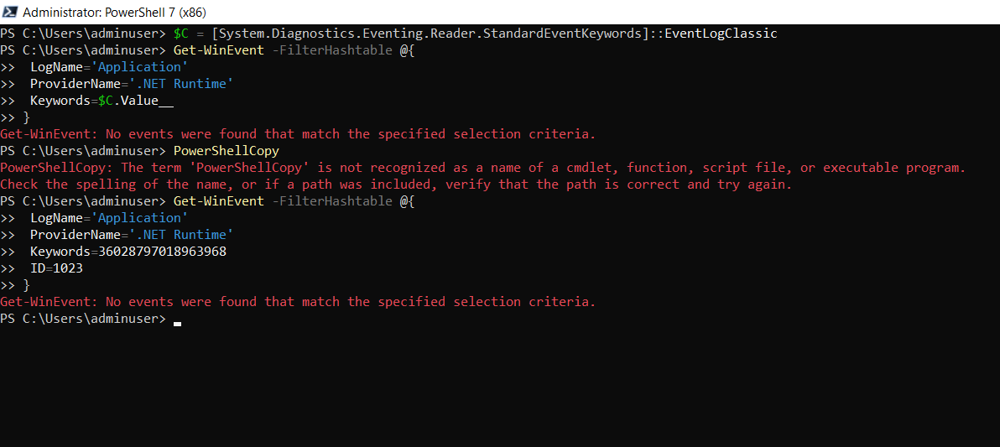 Administrator: PowerShell 7 (x86)
PS C:\Users\adminuser> $C = [System.Diagnostics.Eventing.Reader.StandardEventKeywords]::EventLogClassic
PS C:\Users\adminuser> Get-WinEvent -FilterHashtable @{
>>  LogName='Application'
>>  ProviderName='.NET Runtime'
>>  Keywords=$C.Value__
>> }
Get-WinEvent: No events were found that match the specified selection criteria.
PS C:\Users\adminuser> PowerShellCopy
PowerShellCopy: The term 'PowerShellCopy' is not recognized as a name of a cmdlet, function, script file, or executable program.
Check the spelling of the name, or if a path was included, verify that the path is correct and try again.
PS C:\Users\adminuser> Get-WinEvent -FilterHashtable @{
>>  LogName='Application'
>>  ProviderName='.NET Runtime'
>>  Keywords=36028797018963968
>>  ID=1023
>> }
Get-WinEvent: No events were found that match the specified selection criteria.
PS C:\Users\adminuser>